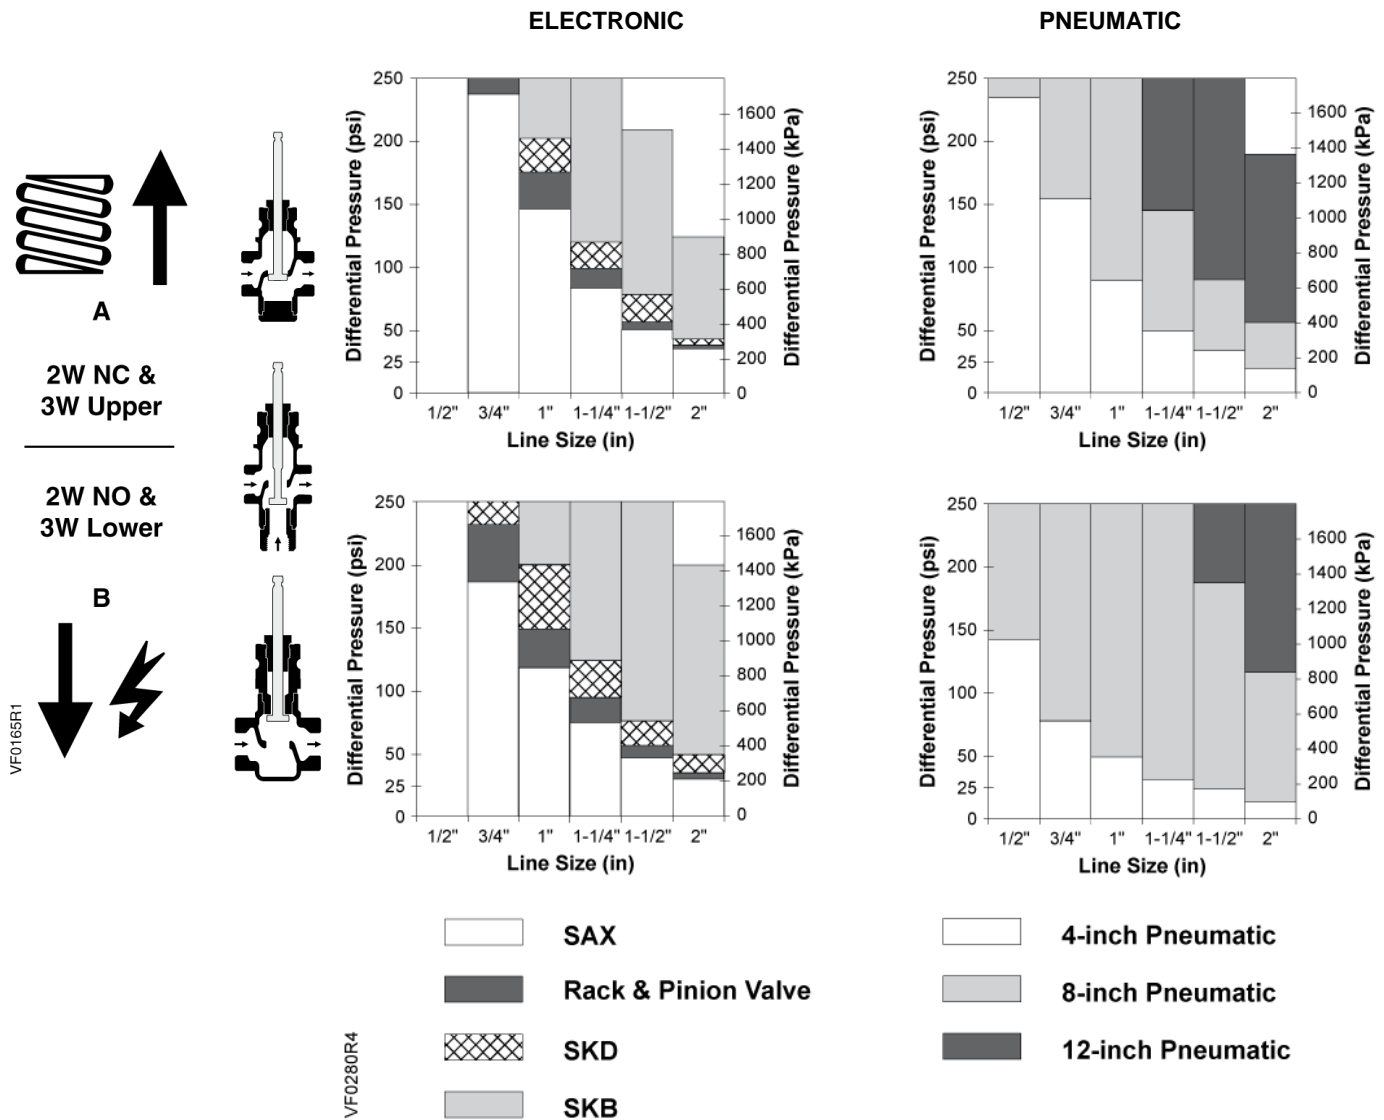 ELECTRONIC
PNEUMATIC
A
2W NC &
3W Upper
2W NO &
3W Lower
B
VF0165R1
Differential Pressure (psi)
250
200
150
100
50
25
0
1600
1400
1200
1000
800
600
400
200
0
Differential Pressure (kPa)
1/2" 3/4" 1" 1-1/4" 1-1/2" 2"
Line Size (in)
Differential Pressure (psi)
250
200
150
100
50
25
0
1600
1400
1200
1000
800
600
400
200
0
Differential Pressure (kPa)
1/2" 3/4" 1" 1-1/4" 1-1/2" 2"
Line Size (in)
Differential Pressure (psi)
250
200
150
100
50
25
0
1600
1400
1200
1000
800
600
400
200
0
Differential Pressure (kPa)
1/2" 3/4" 1" 1-1/4" 1-1/2" 2"
Line Size (in)
Differential Pressure (psi)
250
200
150
100
50
25
0
1600
1400
1200
1000
800
600
400
200
0
Differential Pressure (kPa)
1/2" 3/4" 1" 1-1/4" 1-1/2" 2"
Line Size (in)
SAX
Rack & Pinion Valve
SKD
SKB
4-inch Pneumatic
8-inch Pneumatic
12-inch Pneumatic
VF0280R4